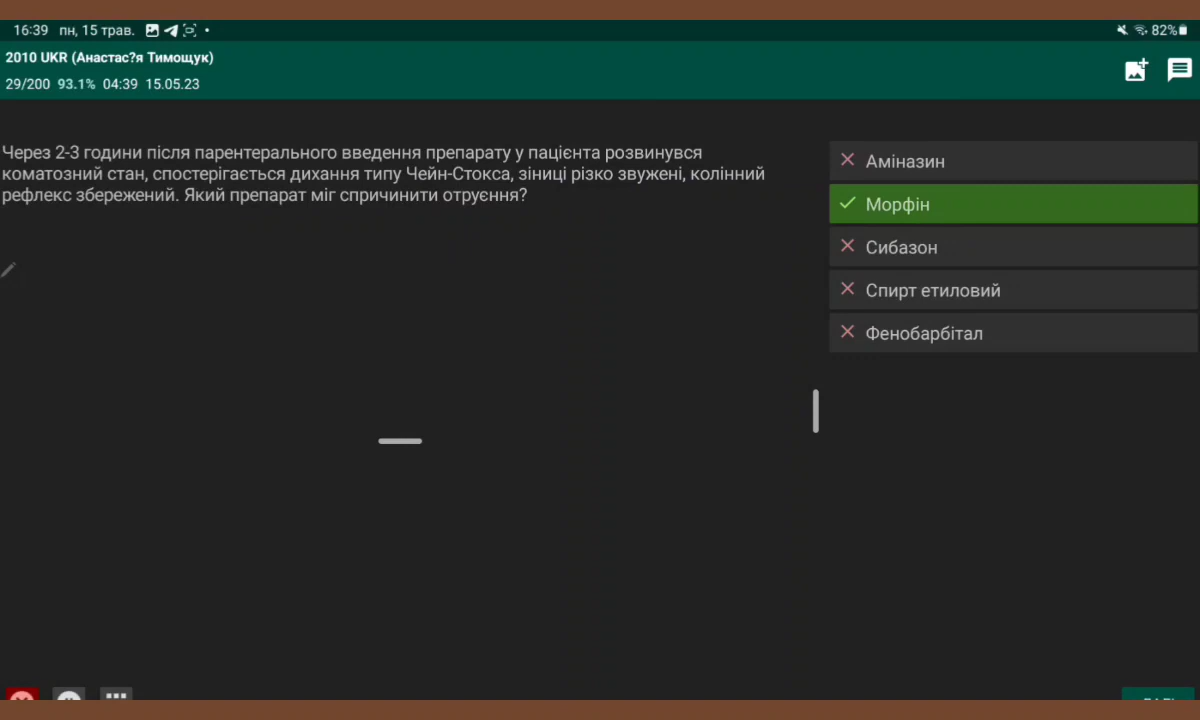 16:39 пн, 15 трав.
82%
2010 UKR (Анастас?я Тимощук)
29/200 93.1% 04:39 15.05.23
Через 2-3 години після парентерального введення препарату у пацієнта розвинувся
коматозний стан, спостерігається дихання типу Чейн-Стокса, зіниці різко звужені, колінний
рефлекс збережений. Який препарат міг спричинити отруєння?
Аміназин
Морфін
Сибазон
Спирт етиловий
Фенобарбітал